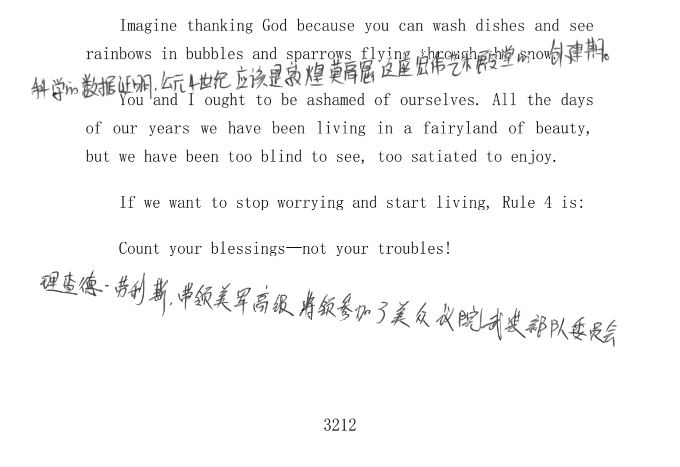 Imagine thanking God because you can wash dishes and see
rainbows in bubbles and sparrows flying through the snow.
科学的数据证明,公元4世纪应该是敦煌莫高窟这座宏伟艺术殿堂的创建期。
You and I ought to be ashamed of ourselves. All the days
of our years we have been living in a fairyland of beauty,
but we have been too blind to see, too satiated to enjoy.
If we want to stop worrying and start living, Rule 4 is:
Count your blessings—not your troubles!
理查德·劳利斯,带领美军高级将领参加了美众议院武装部队委员会
3212